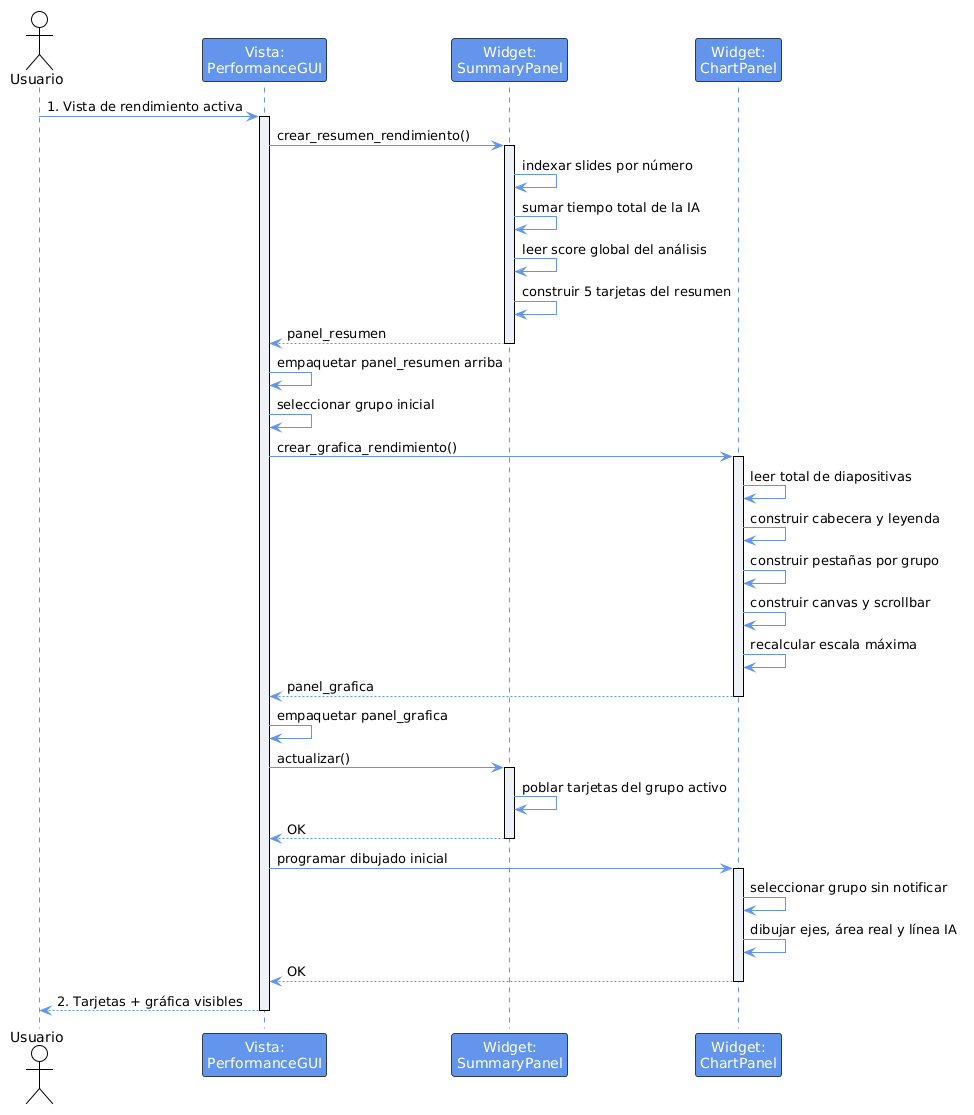 Usuario
Vista:
PerformanceGUI
Widget:
SummaryPanel
Widget:
ChartPanel
1. Vista de rendimiento activa
crear_resumen_rendimiento()
indexar slides por número
sumar tiempo total de la IA
leer score global del análisis
construir 5 tarjetas del resumen
panel_resumen
empaquetar panel_resumen arriba
seleccionar grupo inicial
crear_grafica_rendimiento()
leer total de diapositivas
construir cabecera y leyenda
construir pestañas por grupo
construir canvas y scrollbar
recalcular escala máxima
panel_grafica
empaquetar panel_grafica
actualizar()
poblar tarjetas del grupo activo
OK
programar dibujado inicial
seleccionar grupo sin notificar
dibujar ejes, área real y línea IA
OK
2. Tarjetas + gráfica visibles
Usuario
Vista:
PerformanceGUI
Widget:
SummaryPanel
Widget:
ChartPanel